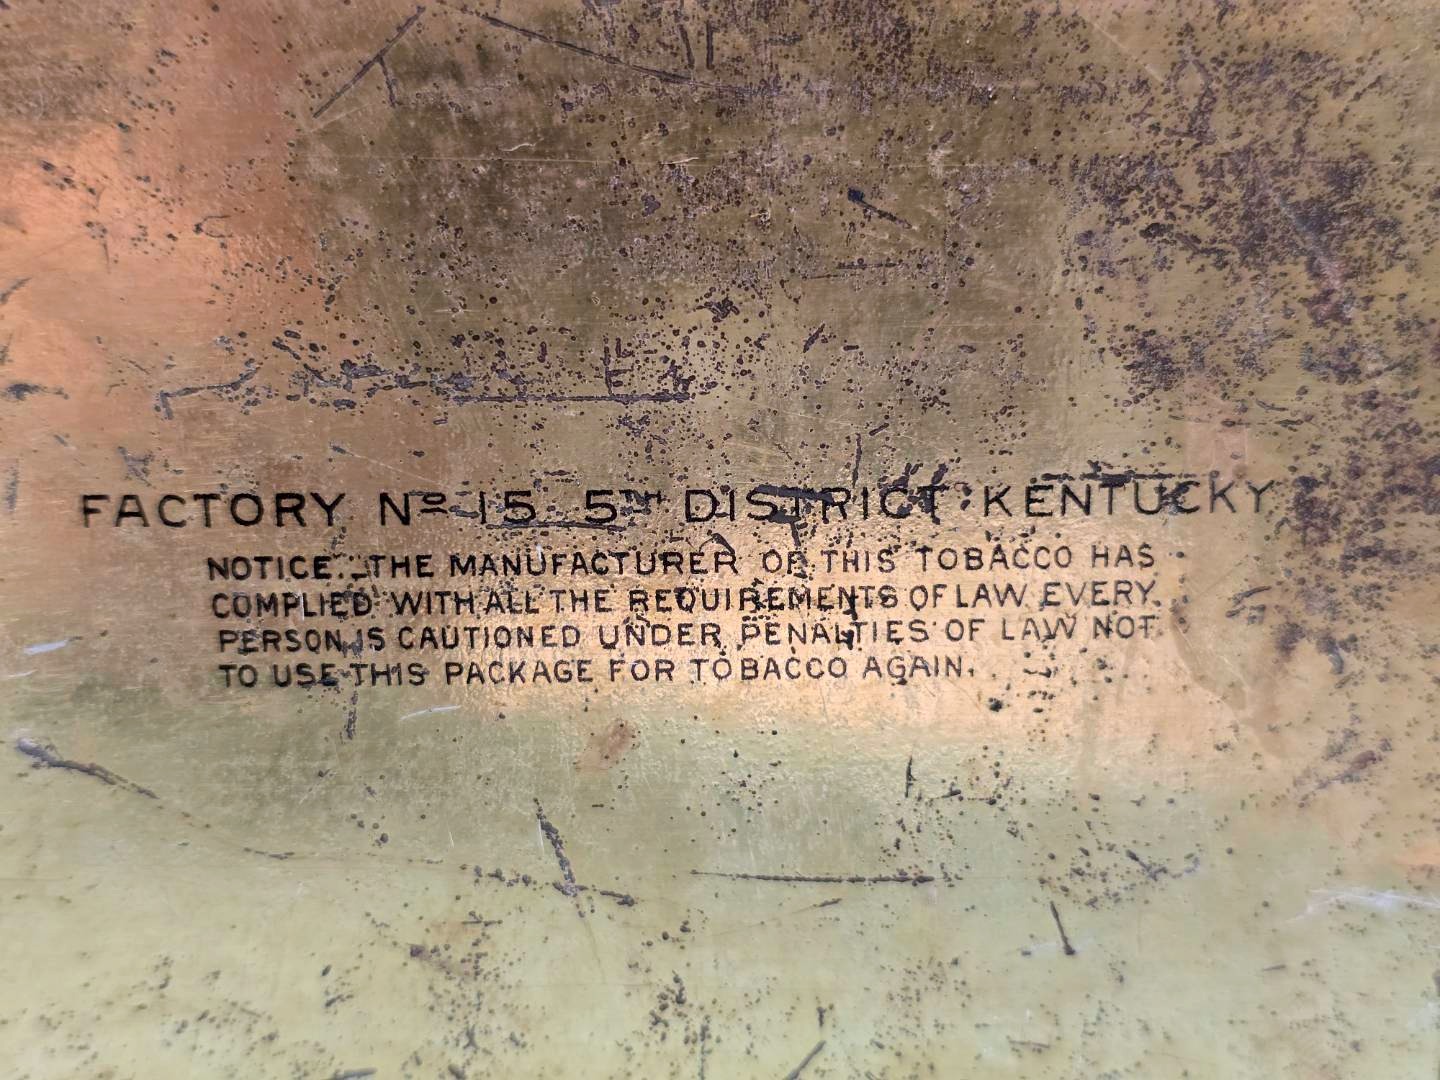 FACTORY Nº 15 5TH DISTRICT KENTUCKY
NOTICE. THE MANUFACTURER OF THIS TOBACCO HAS
COMPLIED WITH ALL THE REQUIREMENTS OF LAW EVERY
PERSON IS CAUTIONED UNDER PENALTIES OF LAW NOT
TO USE THIS PACKAGE FOR TOBACCO AGAIN.